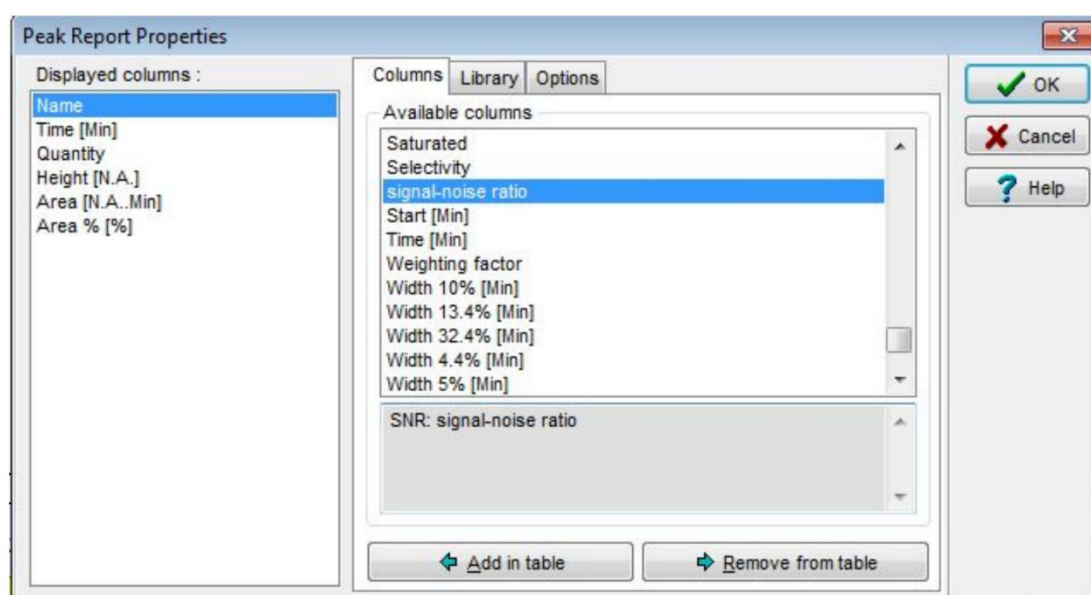 Peak Report Properties
Displayed columns :
Name
Time [Min]
Quantity
Height [N.A.]
Area [N.A..Min]
Area % [%]
Columns
Library
Options
Available columns
Saturated
Selectivity
signal-noise ratio
Start [Min]
Time [Min]
Weighting factor
Width 10% [Min]
Width 13.4% [Min]
Width 32.4% [Min]
Width 4.4% [Min]
Width 5% [Min]
SNR: signal-noise ratio
Add in table
Remove from table
OK
Cancel
Help